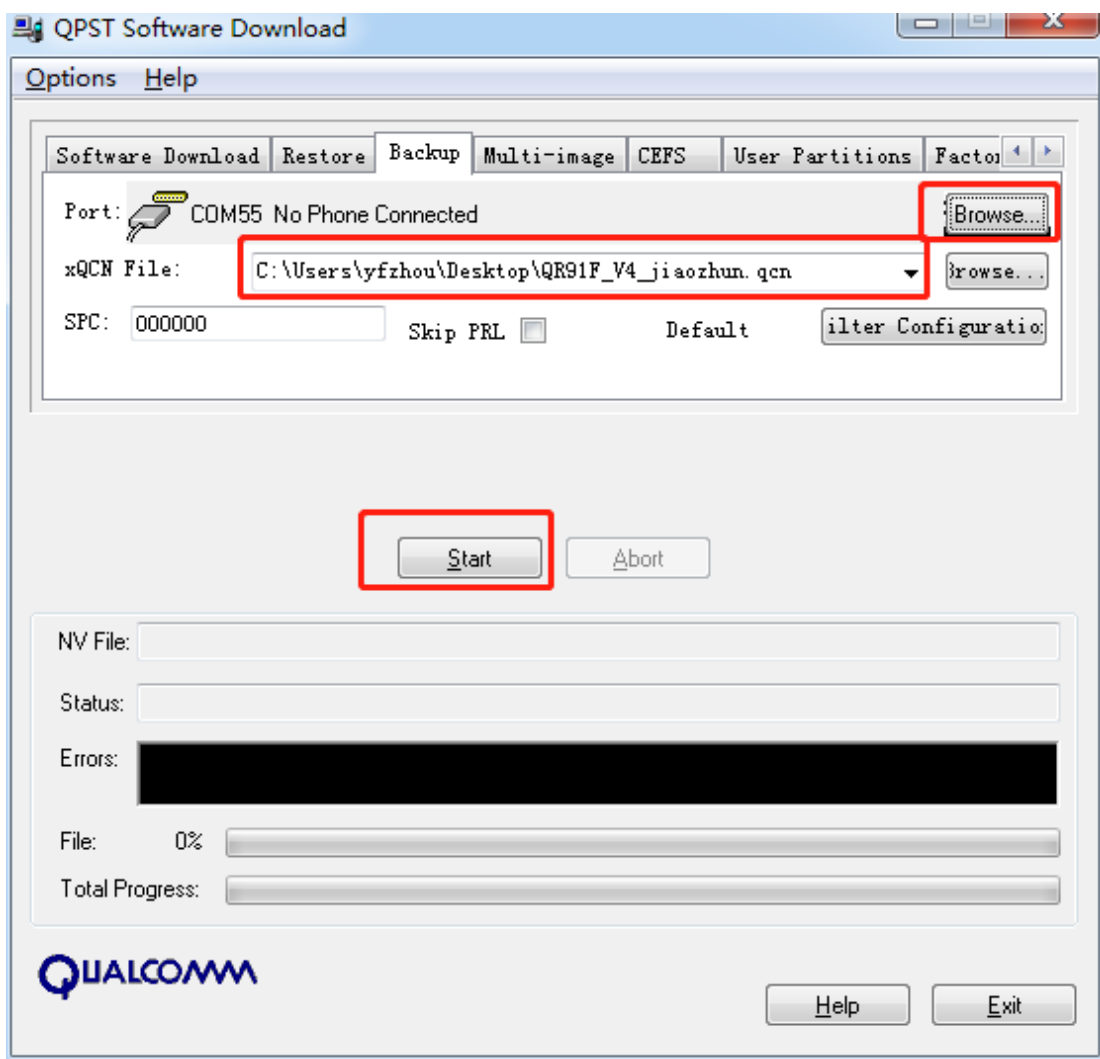 QPST Software Download
Options Help
Software Download Restore Backup Multi-image CEFS User Partitions Factor
Port: COM55 No Phone Connected Browse...
xQCN File: C:\Users\yfzhou\Desktop\QR91F_V4_jiaozhun.qcn Browse...
SPC: 000000 Skip PRL Default ilter Configuratio
Start Abort
NV File:
Status:
Errors:
File: 0%
Total Progress:
QUALCOMM
Help Exit